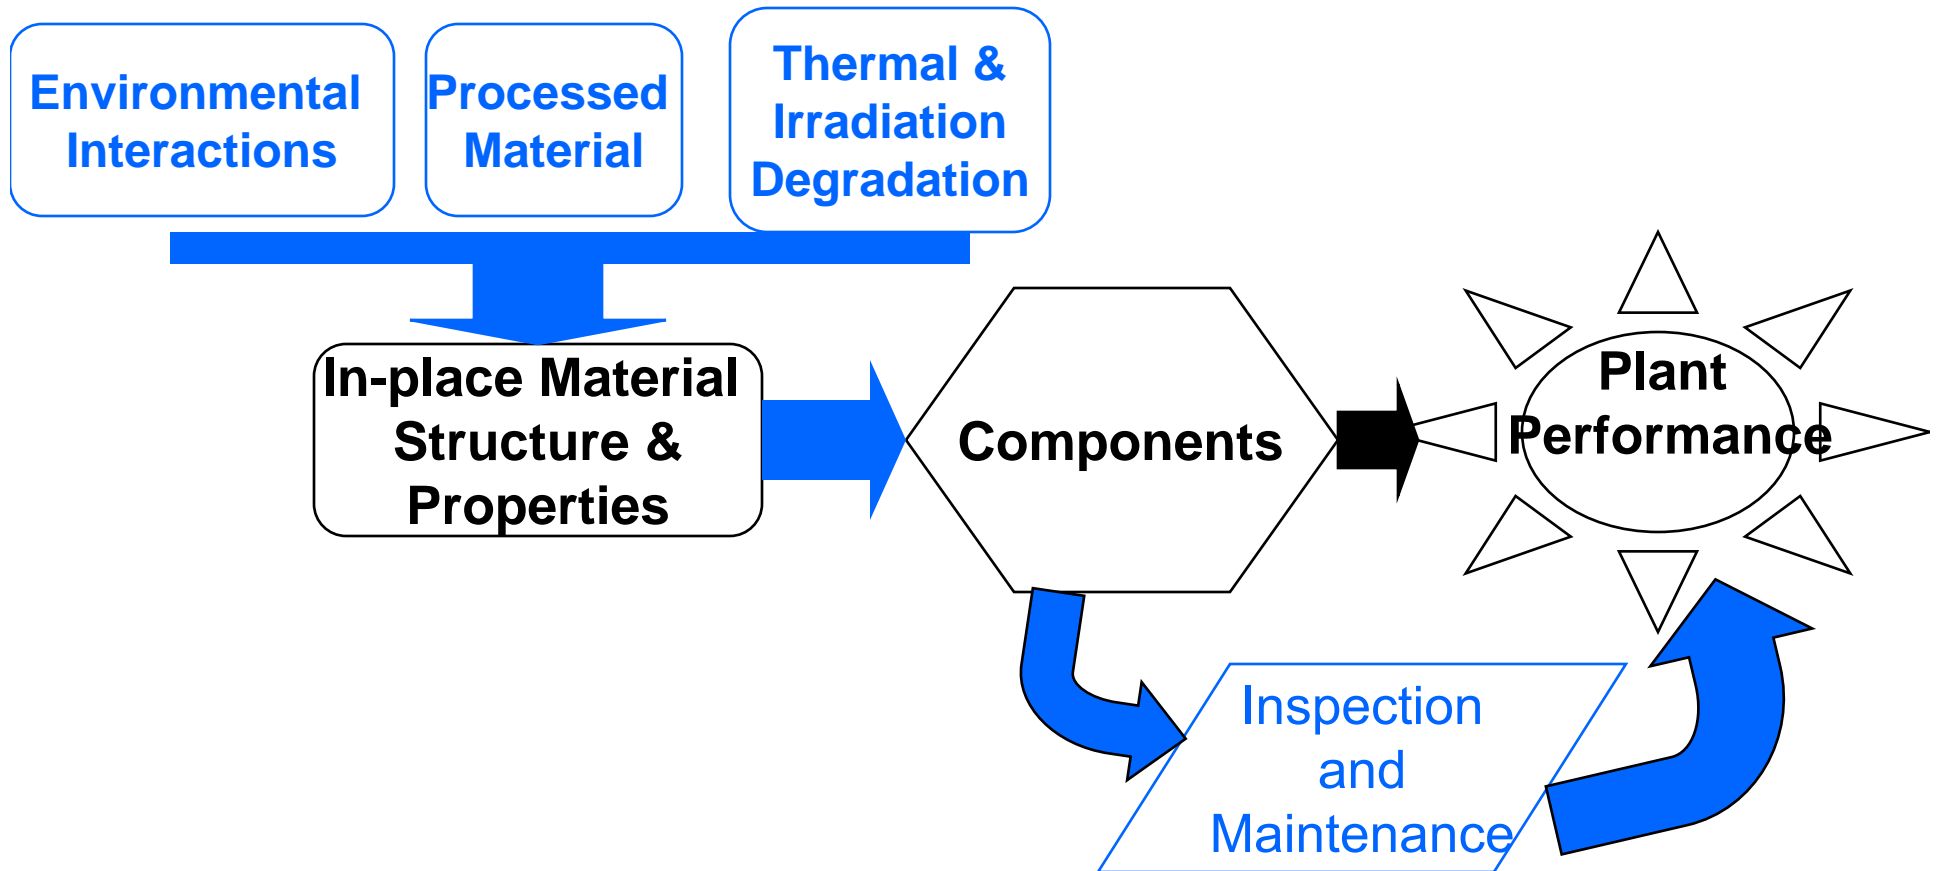 Environmental
Interactions
Processed
Material
Thermal &
Irradiation
Degradation
In-place Material
Structure &
Properties
Components
Plant
Performance
Inspection
and
Maintenance